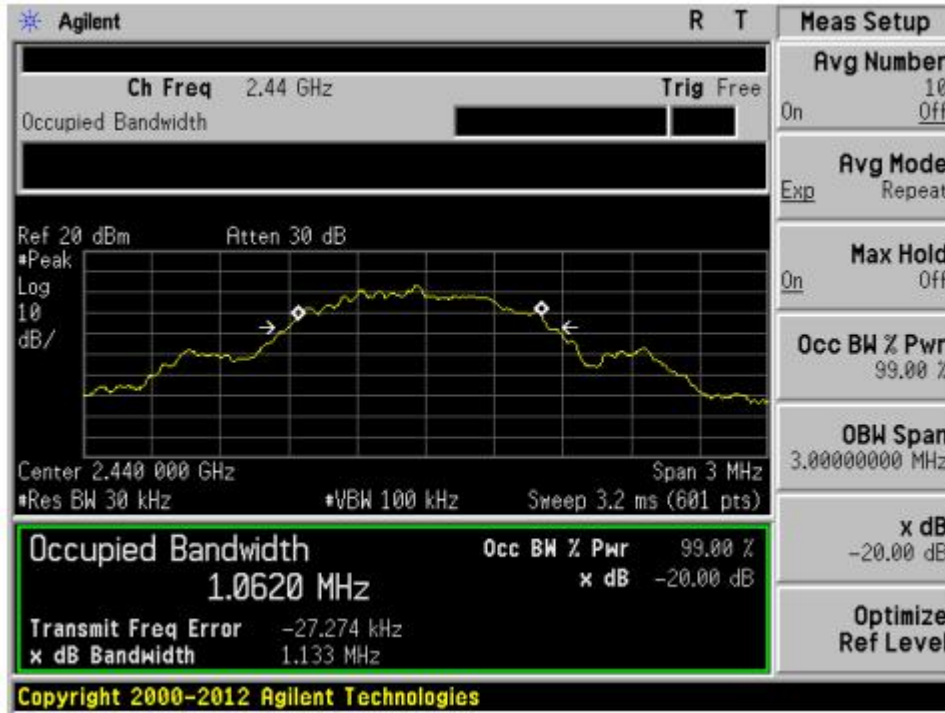 Agilent R T
Ch Freq 2.44 GHz Trig Free
Occupied Bandwidth
Ref 20 dBm Atten 30 dB
#Peak
Log
10
dB/
Center 2.440 000 GHz Span 3 MHz
#Res BW 30 kHz #VBW 100 kHz Sweep 3.2 ms (601 pts)
Occupied Bandwidth
1.0620 MHz
Occ BW % Pwr 99.00 %
x dB -20.00 dB
Transmit Freq Error -27.274 kHz
x dB Bandwidth 1.133 MHz
Copyright 2000-2012 Agilent Technologies
Meas Setup
Avg Number
10
On Off
Avg Mode
Exp Repeat
Max Hold
On Off
Occ BW % Pwr
99.00 %
OBW Span
3.00000000 MHz
x dB
-20.00 dB
Optimize
Ref Level